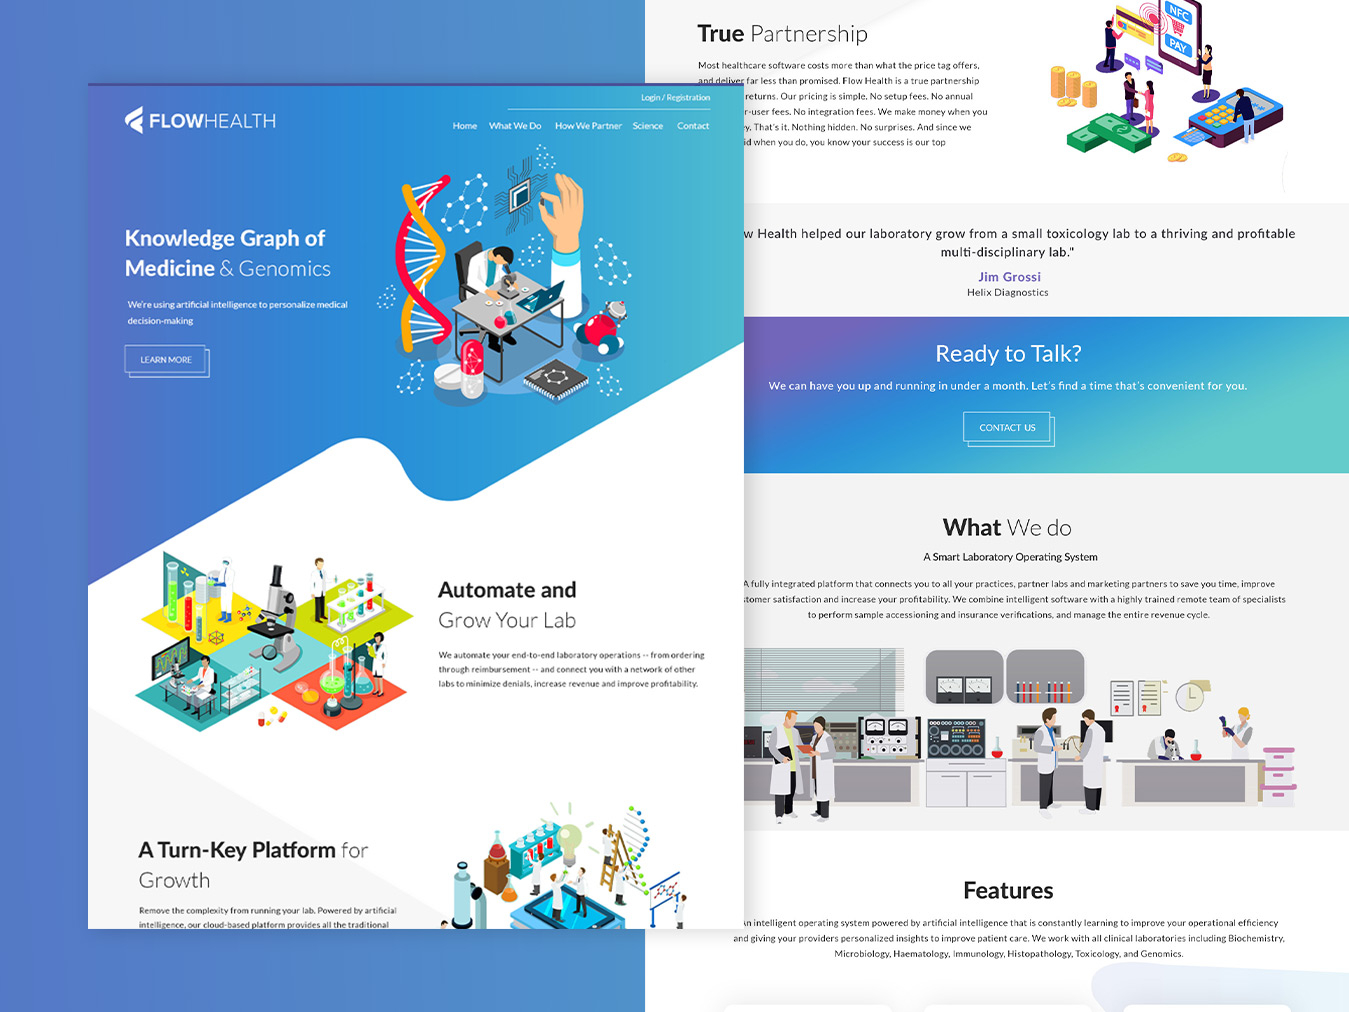 Login / Registration
FLOWHEALTH
Home What We Do How We Partner Science Contact
Knowledge Graph of
Medicine & Genomics
We're using artificial intelligence to personalize medical
decision-making
LEARN MORE
Automate and
Grow Your Lab
We automate your end-to-end laboratory operations -- from ordering
through reimbursement -- and connect you with a network of other
labs to minimize denials, increase revenue and improve profitability.
A Turn-Key Platform for
Growth
Remove the complexity from running your lab. Powered by artificial
intelligence, our cloud-based platform provides all the traditional
True Partnership
Most healthcare software costs more than what the price tag offers,
and deliver far less than promised. Flow Health is a true partnership
returns. Our pricing is simple. No setup fees. No annual
r-user fees. No integration fees. We make money when you
y. That's it. Nothing hidden. No surprises. And since we
id when you do, you know your success is our top
NFC
PAY
w Health helped our laboratory grow from a small toxicology lab to a thriving and profitable
multi-disciplinary lab."
Jim Grossi
Helix Diagnostics
Ready to Talk?
We can have you up and running in under a month. Let's find a time that's convenient for you.
CONTACT US
What We do
A Smart Laboratory Operating System
A fully integrated platform that connects you to all your practices, partner labs and marketing partners to save you time, improve
stomer satisfaction and increase your profitability. We combine intelligent software with a highly trained remote team of specialists
to perform sample accessioning and insurance verifications, and manage the entire revenue cycle.
Features
An intelligent operating system powered by artificial intelligence that is constantly learning to improve your operational efficiency
and giving your providers personalized insights to improve patient care. We work with all clinical laboratories including Biochemistry,
Microbiology, Haematology, Immunology, Histopathology, Toxicology, and Genomics.